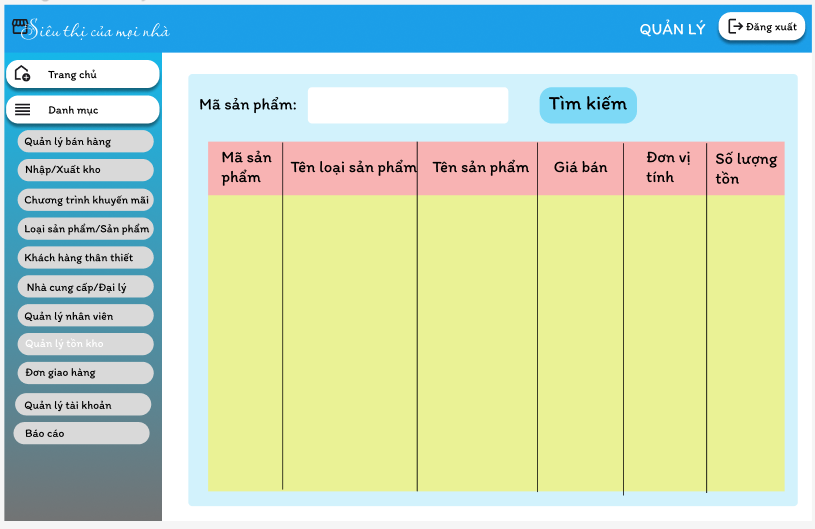 Siêu thị của mọi nhà
QUẢN LÝ
Đăng xuất
Trang chủ
Danh mục
Quản lý bán hàng
Nhập/Xuất kho
Chương trình khuyến mãi
Loại sản phẩm/Sản phẩm
Khách hàng thân thiết
Nhà cung cấp/Đại lý
Quản lý nhân viên
Quản lý tồn kho
Đơn giao hàng
Quản lý tài khoản
Báo cáo
Mã sản phẩm:
Tìm kiếm
Mã sản
phẩm
Tên loại sản phẩm
Tên sản phẩm
Giá bán
Đơn vị
tính
Số lượng
tồn